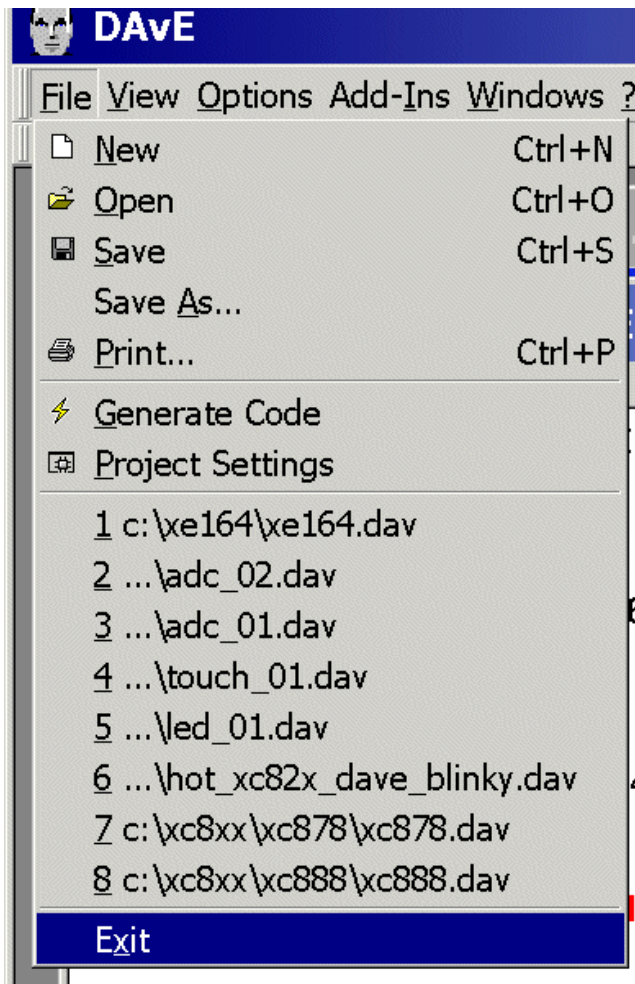 DAvE
File View Options Add-Ins Windows ?
New Ctrl+N
Open Ctrl+O
Save Ctrl+S
Save As...
Print... Ctrl+P
Generate Code
Project Settings
1 c:\xe164\xe164.dav
2 ...\adc_02.dav
3 ...\adc_01.dav
4 ...\touch_01.dav
5 ...\led_01.dav
6 ...\hot_xc82x_dave_blinky.dav
7 c:\xc8xx\xc878\xc878.dav
8 c:\xc8xx\xc888\xc888.dav
Exit